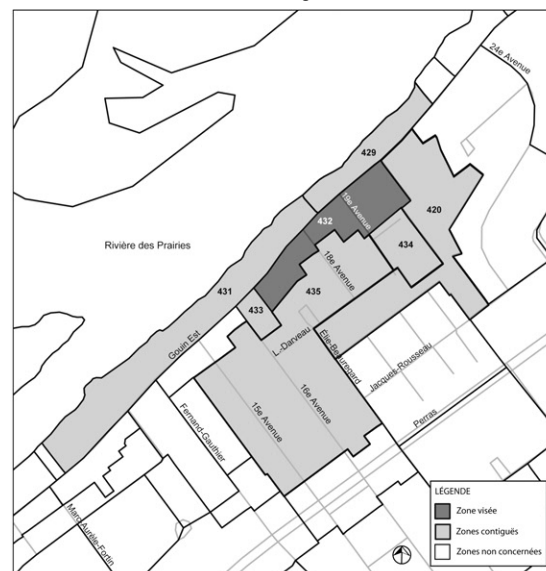 24e Avenue
429
19e Avenue
432
420
434
Rivière des Prairies
18e Avenue
431
435
433
Gouin Est
L.-Darveau
Élie-Beauregard
Jacques-Rousseau
Fernand-Gauthier
15e Avenue
16e Avenue
Perras
Marc-Aurèle-Fortin
LÉGENDE
Zone visée
Zones contiguës
Zones non concernées